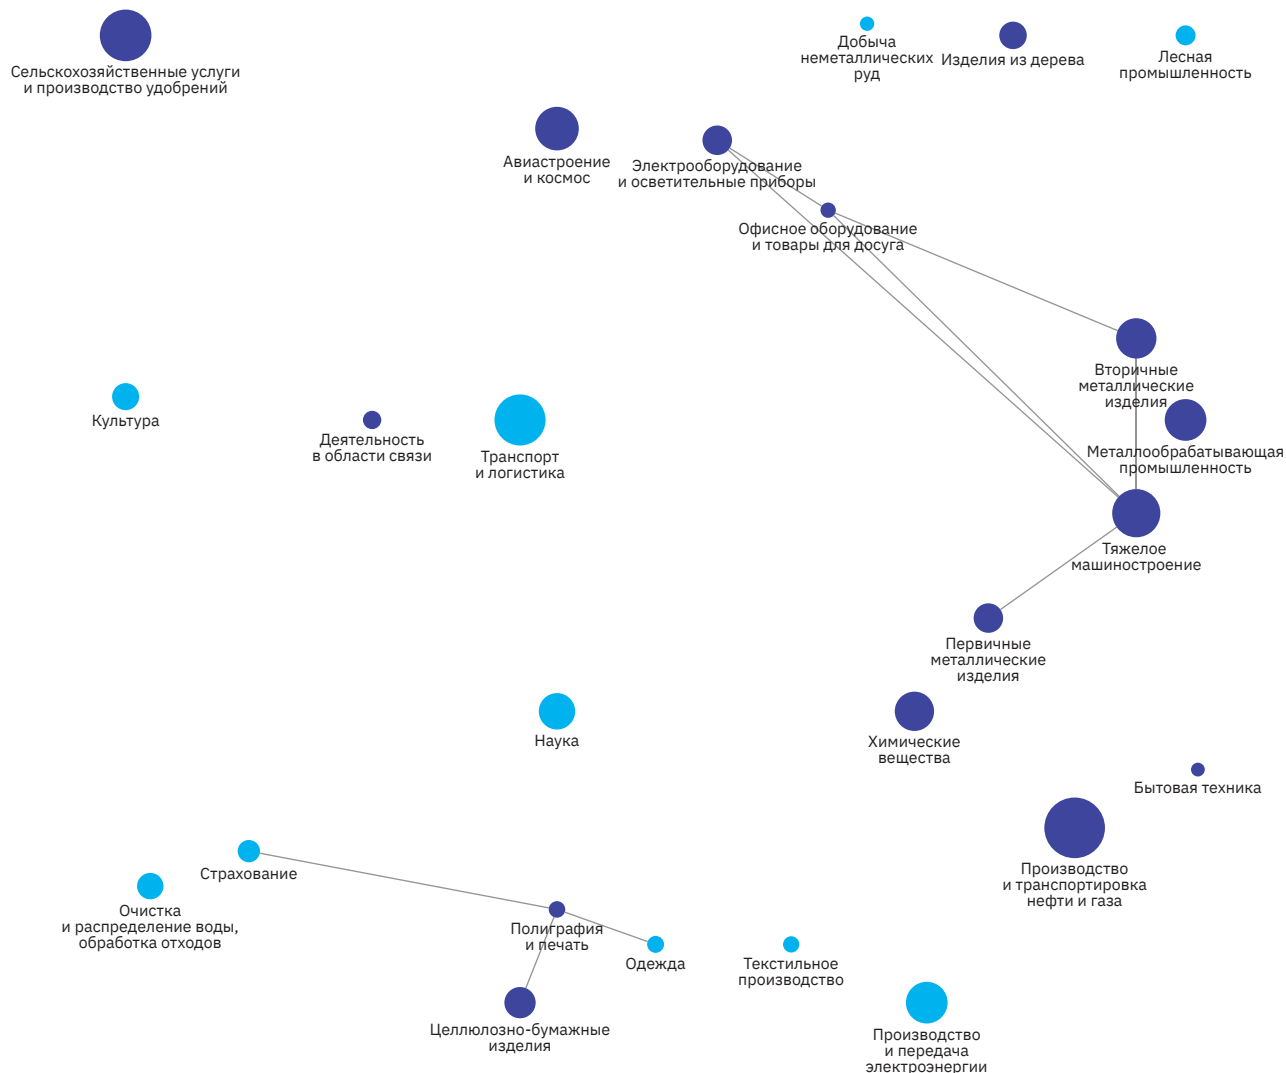 Сельскохозяйственные услуги
и производство удобрений
Добыча
неметаллических
руд
Изделия из дерева
Лесная
промышленность
Авиастроение
и космос
Электрооборудование
и осветительные приборы
Офисное оборудование
и товары для досуга
Вторичные
металлические
изделия
Культура
Деятельность
в области связи
Транспорт
и логистика
Металлообрабатывающая
промышленность
Тяжелое
машиностроение
Первичные
металлические
изделия
Наука
Химические
вещества
Бытовая техника
Страхование
Производство
и транспортировка
нефти и газа
Очистка
и распределение воды,
обработка отходов
Полиграфия
и печать
Одежда
Текстильное
производство
Целлюлозно-бумажные
изделия
Производство
и передача
электроэнергии